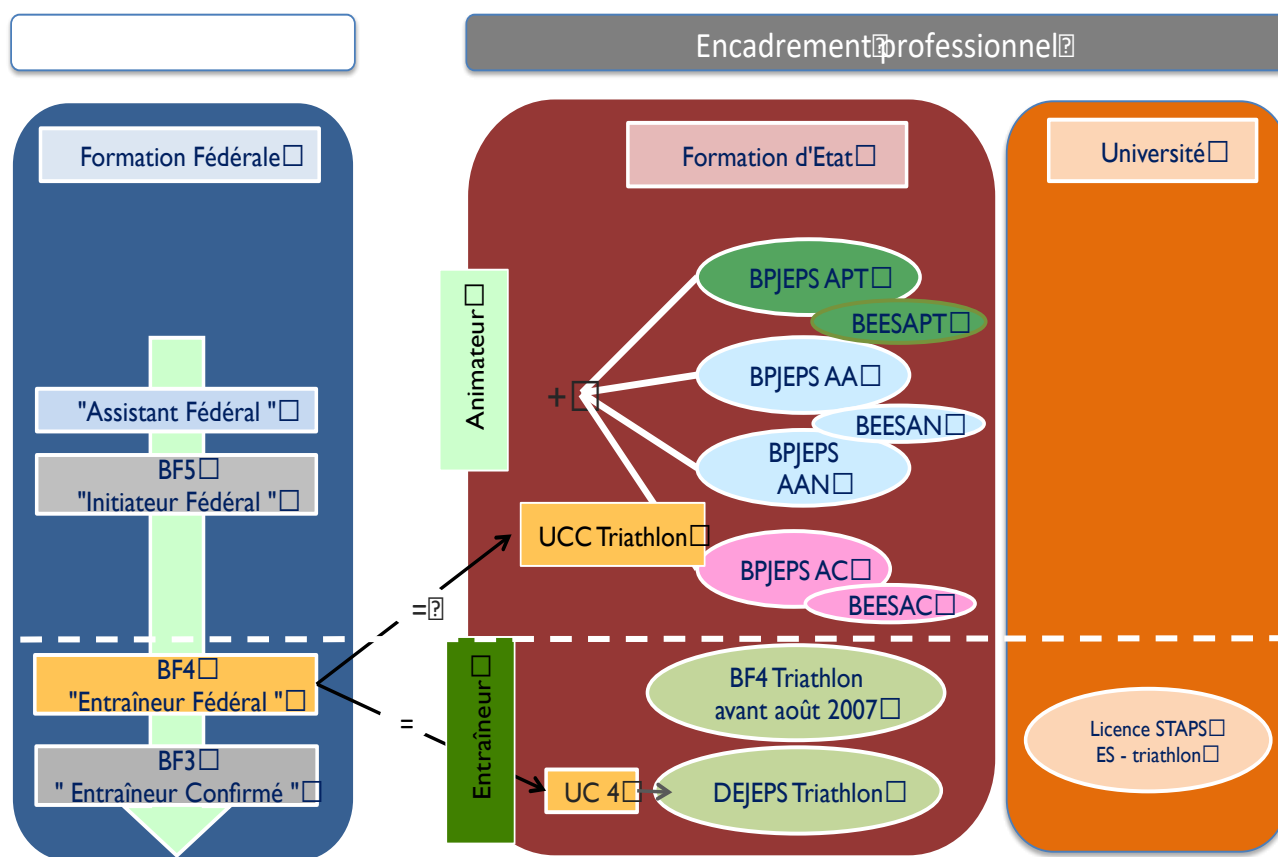 Encadrement professionnel
Formation Fédérale
Formation d'Etat
Université
Animateur
BPJEPS APT
BEESAPT
BPJEPS AA
BEESAN
BPJEPS
AAN
+
"Assistant Fédéral "
BF5
"Initiateur Fédéral "
UCC Triathlon
BPJEPS AC
BEESAC
=
Entraîneur
BF4
"Entraîneur Fédéral "
BF4 Triathlon
avant août 2007
=
Licence STAPS
ES - triathlon
BF3
" Entraîneur Confirmé "
UC 4
DEJEPS Triathlon